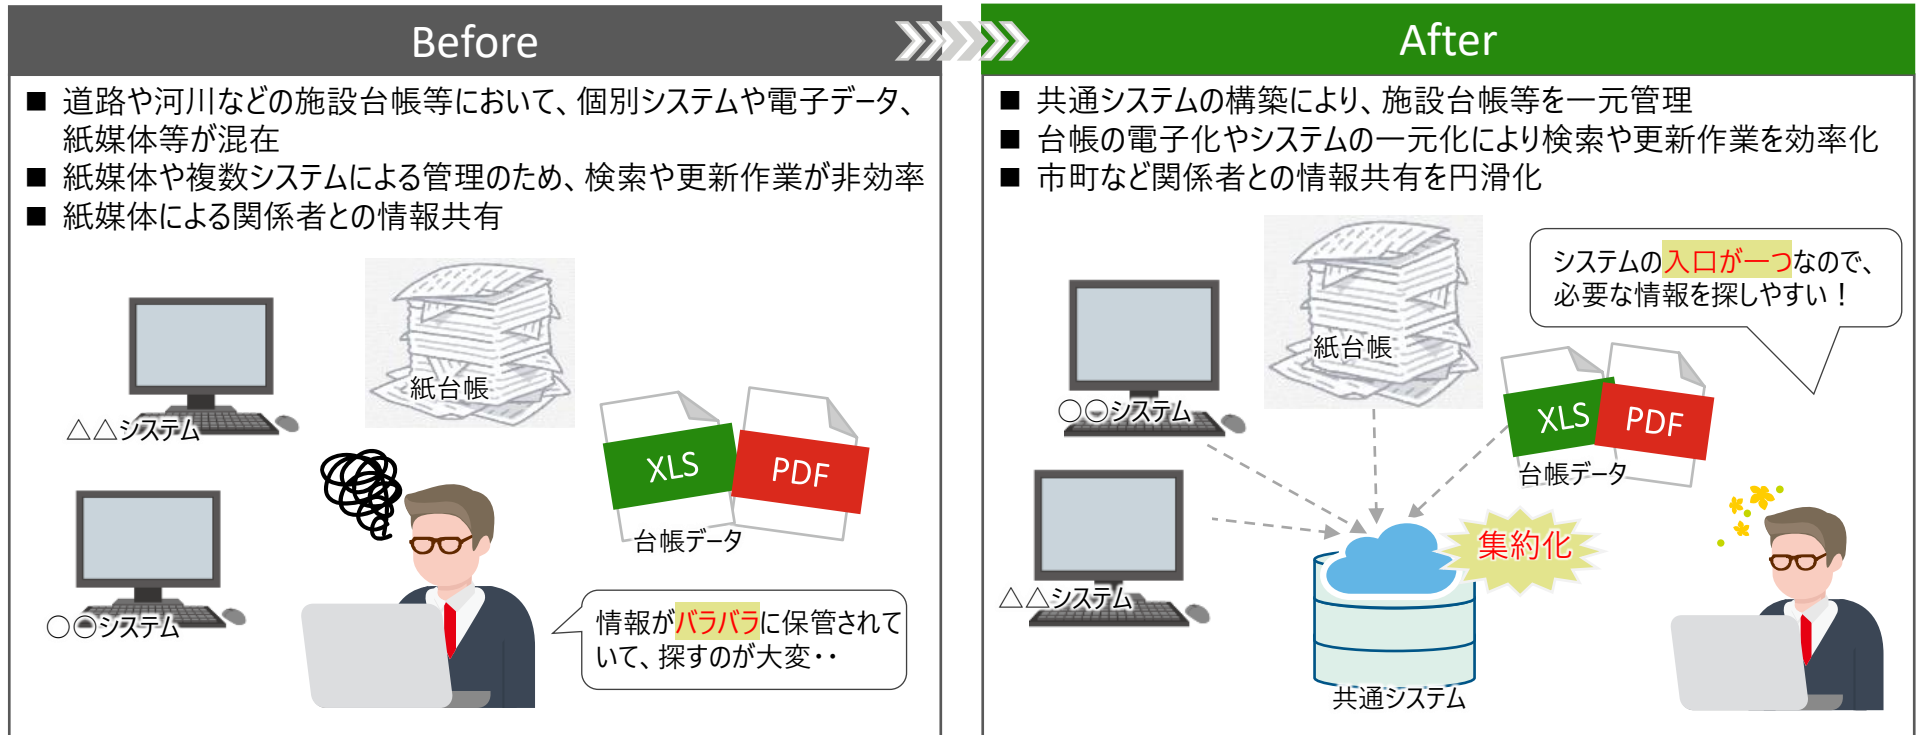 Before
■ 道路や河川などの施設台帳等において、個別システムや電子データ、
紙媒体等が混在
■ 紙媒体や複数システムによる管理のため、検索や更新作業が非効率
■ 紙媒体による関係者との情報共有
紙台帳
△△システム
XLS
PDF
台帳データ
○○システム
情報がバラバラに保管されて
いて、探すのが大変・・
After
■ 共通システムの構築により、施設台帳等を一元管理
■ 台帳の電子化やシステムの一元化により検索や更新作業を効率化
■ 市町など関係者との情報共有を円滑化
システムの入口が一つなので、
必要な情報を探しやすい！
紙台帳
○○システム
XLS
PDF
台帳データ
集約化
△△システム
共通システム